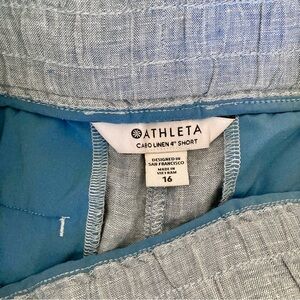 ATHLETA
CABO LINEN 4" SHORT
DESIGNED IN
SAN FRANCISCO
MADE IN
VIETNAM
16